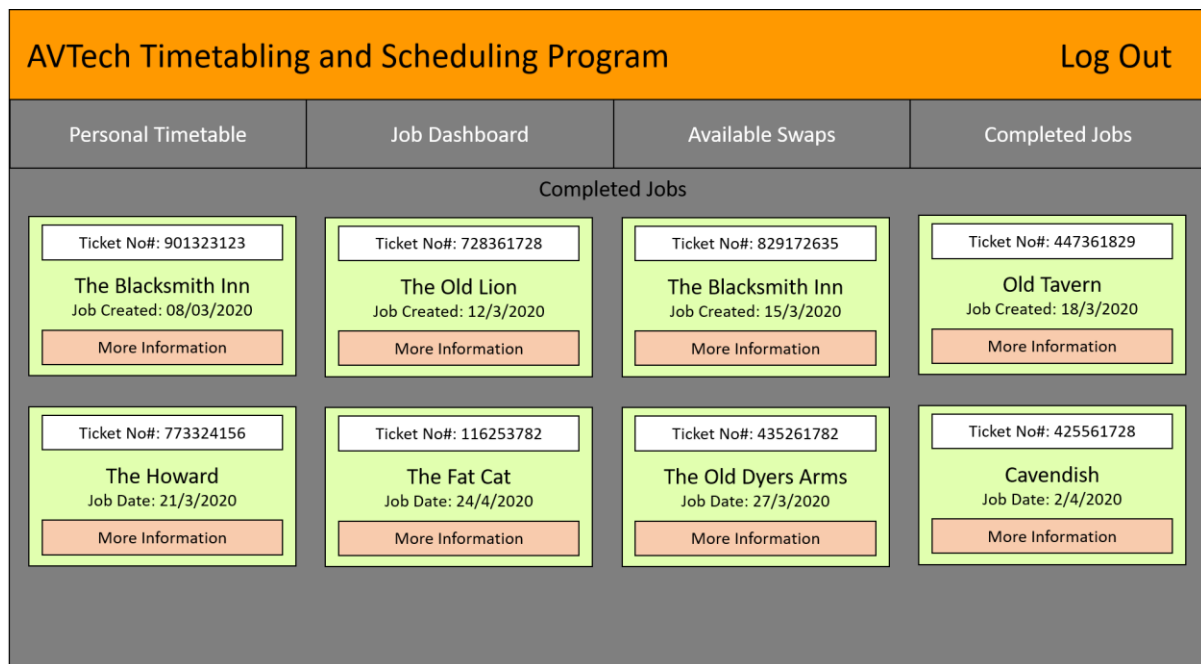 AVTech Timetabling and Scheduling Program
Log Out
Personal Timetable
Job Dashboard
Available Swaps
Completed Jobs
Completed Jobs
Ticket No#: 901323123
The Blacksmith Inn
Job Created: 08/03/2020
More Information
Ticket No#: 728361728
The Old Lion
Job Created: 12/3/2020
More Information
Ticket No#: 829172635
The Blacksmith Inn
Job Created: 15/3/2020
More Information
Ticket No#: 447361829
Old Tavern
Job Created: 18/3/2020
More Information
Ticket No#: 773324156
The Howard
Job Date: 21/3/2020
More Information
Ticket No#: 116253782
The Fat Cat
Job Date: 24/4/2020
More Information
Ticket No#: 435261782
The Old Dyers Arms
Job Date: 27/3/2020
More Information
Ticket No#: 425561728
Cavendish
Job Date: 2/4/2020
More Information